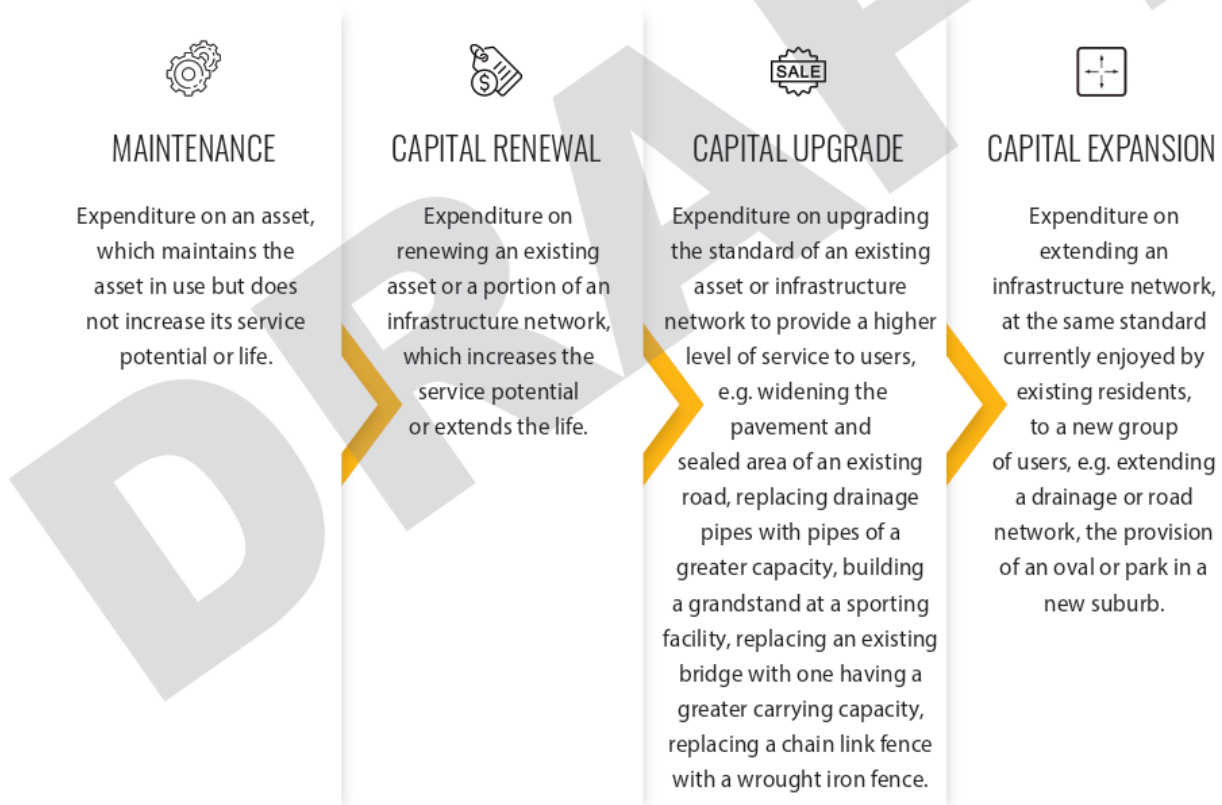 DRAF
MAINTENANCE
Expenditure on an asset,
which maintains the
asset in use but does
not increase its service
potential or life.
$
CAPITAL RENEWAL
Expenditure on
renewing an existing
asset or a portion of an
infrastructure network,
which increases the
service potential
or extends the life.
SALE
CAPITAL UPGRADE
Expenditure on upgrading
the standard of an existing
asset or infrastructure
network to provide a higher
level of service to users,
e.g. widening the
pavement and
sealed area of an existing
road, replacing drainage
pipes with pipes of a
greater capacity, building
a grandstand at a sporting
facility, replacing an existing
bridge with one having a
greater carrying capacity,
replacing a chain link fence
with a wrought iron fence.
CAPITAL EXPANSION
Expenditure on
extending an
infrastructure network,
at the same standard
currently enjoyed by
existing residents,
to a new group
of users, e.g. extending
a drainage or road
network, the provision
of an oval or park in a
new suburb.